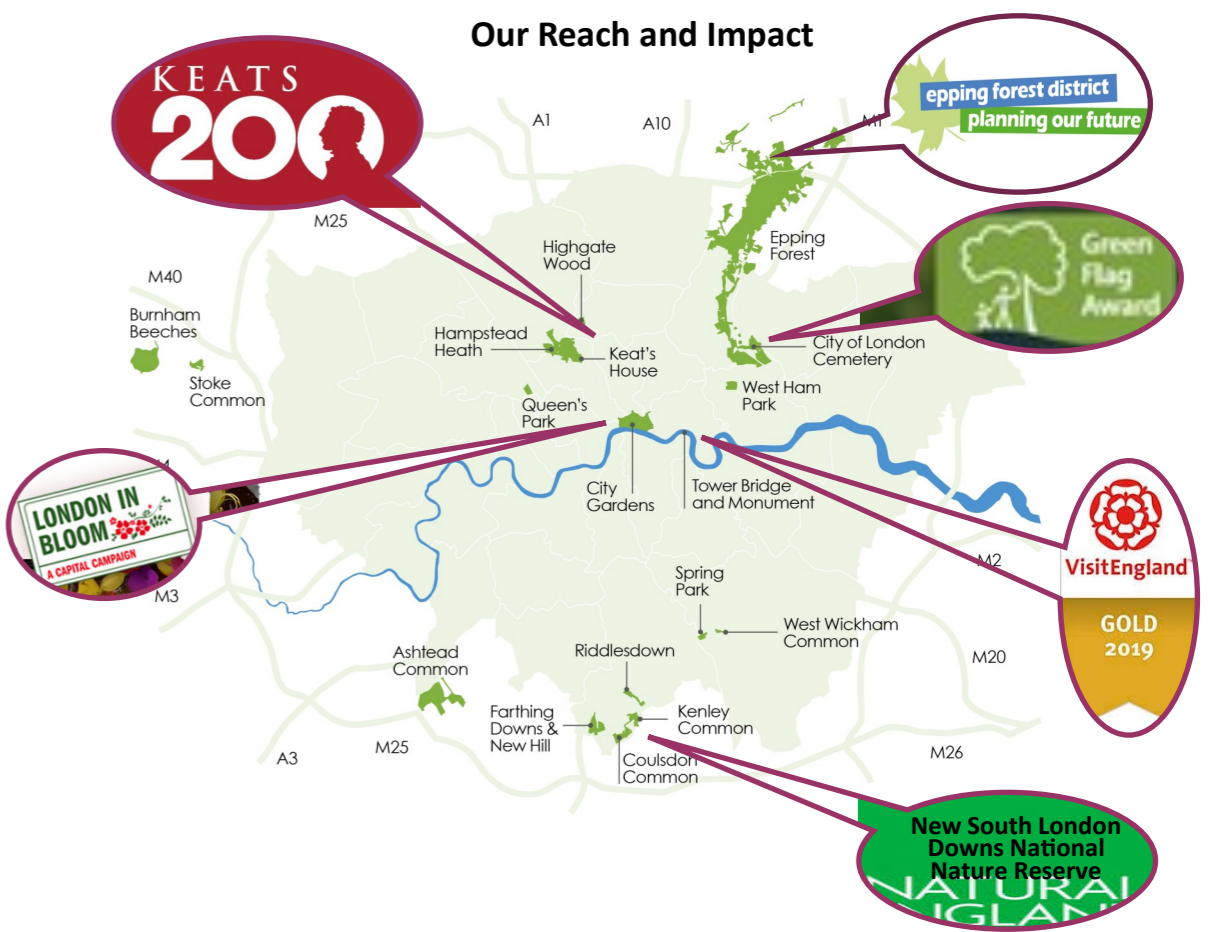 Our Reach and Impact
KEATS
200
epping forest district
planning our future
A1
A10
M25
Highgate
Wood
Epping
Forest
Green
Flag
Award
M40
Burnham
Beeches
Stoke
Common
Hampstead
Heath
Keat's
House
City of London
Cemetery
Queen's
Park
West Ham
Park
LONDON IN
BLOOM
A CAPITAL CAMPAIGN
City
Gardens
Tower Bridge
and Monument
VisitEngland
GOLD
2019
M2
M3
Spring
Park
West Wickham
Common
Ashtead
Common
Riddlesdown
M20
Farthing
Downs &
New Hill
Kenley
Common
Coulsdon
Common
A3
M25
M26
New South London
Downs National
Nature Reserve
NATURAL